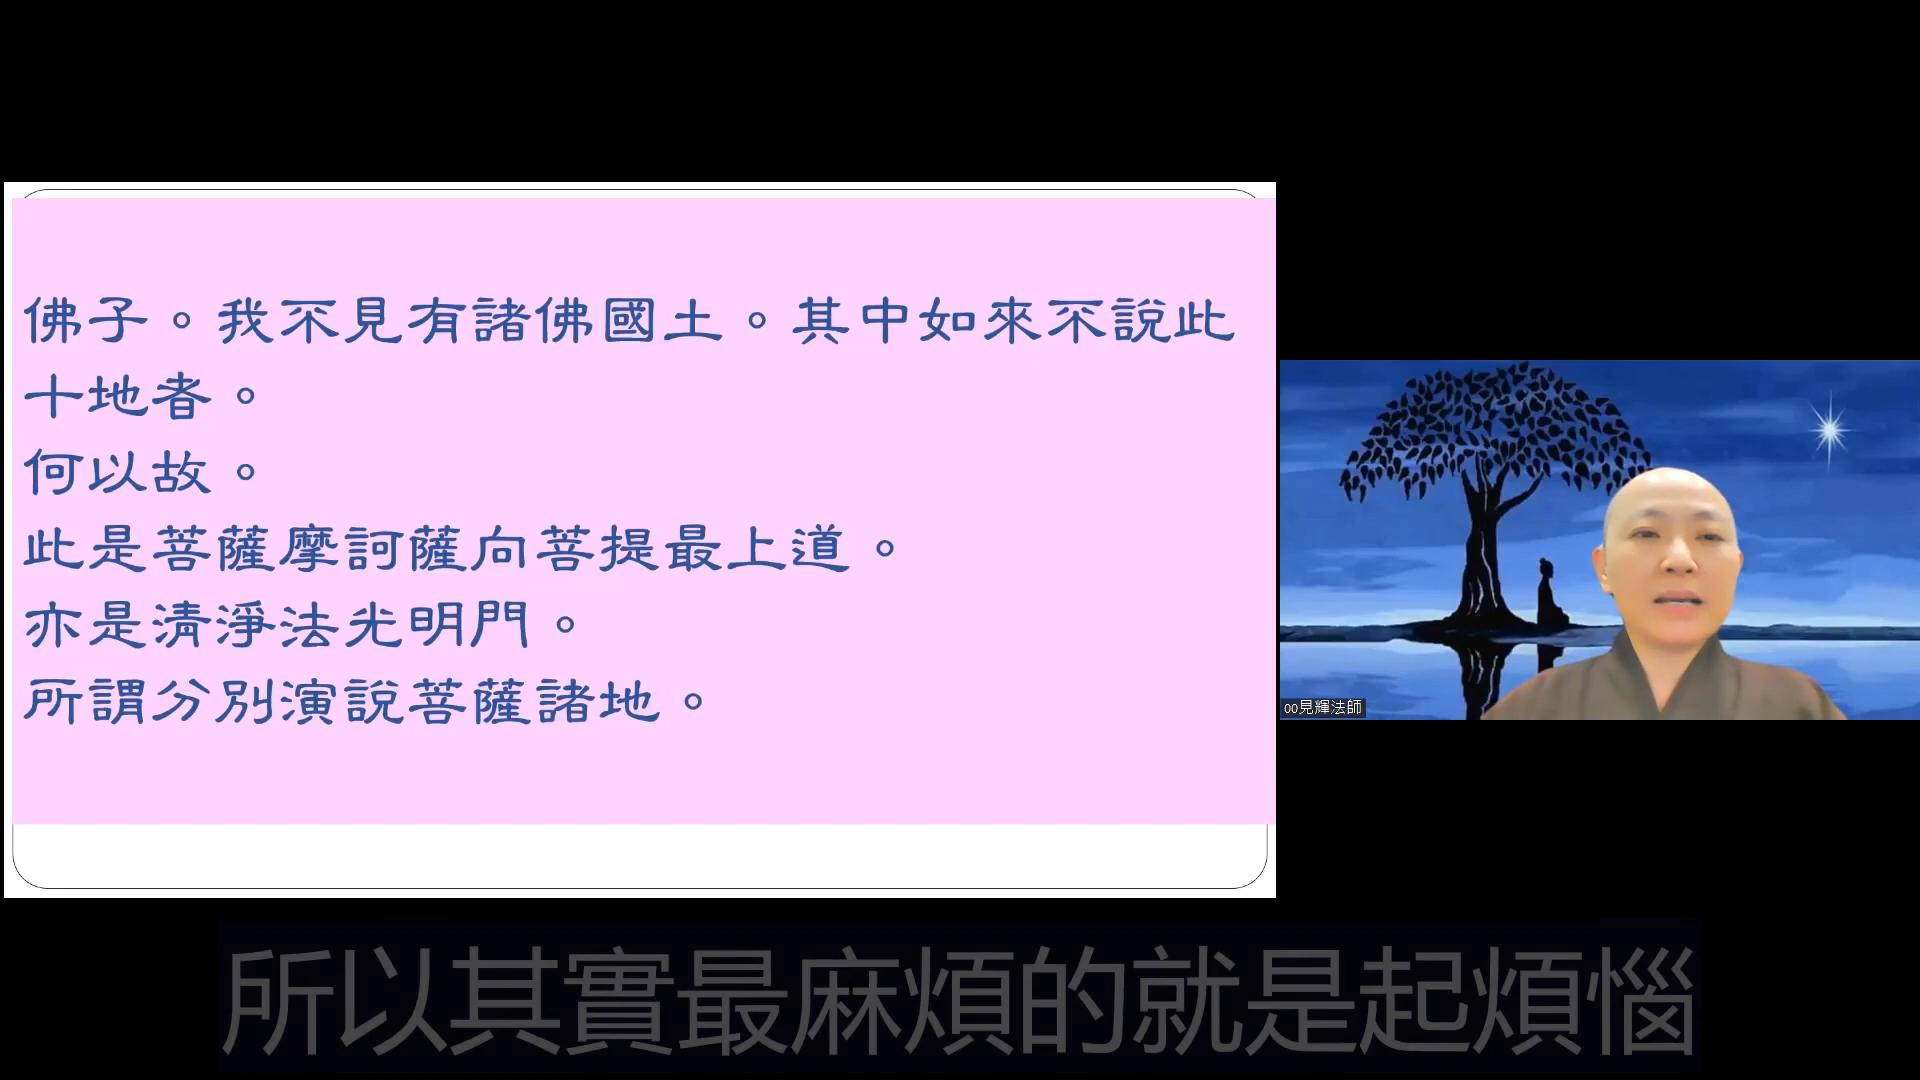 佛子。我不見有諸佛國土。其中如來不說此
十地者。
何以故。
此是菩薩摩訶薩向菩提最上道。
亦是清淨法光明門。
所謂分別演說菩薩諸地。
oo見輝法師
所以其實最麻煩的就是起煩惱